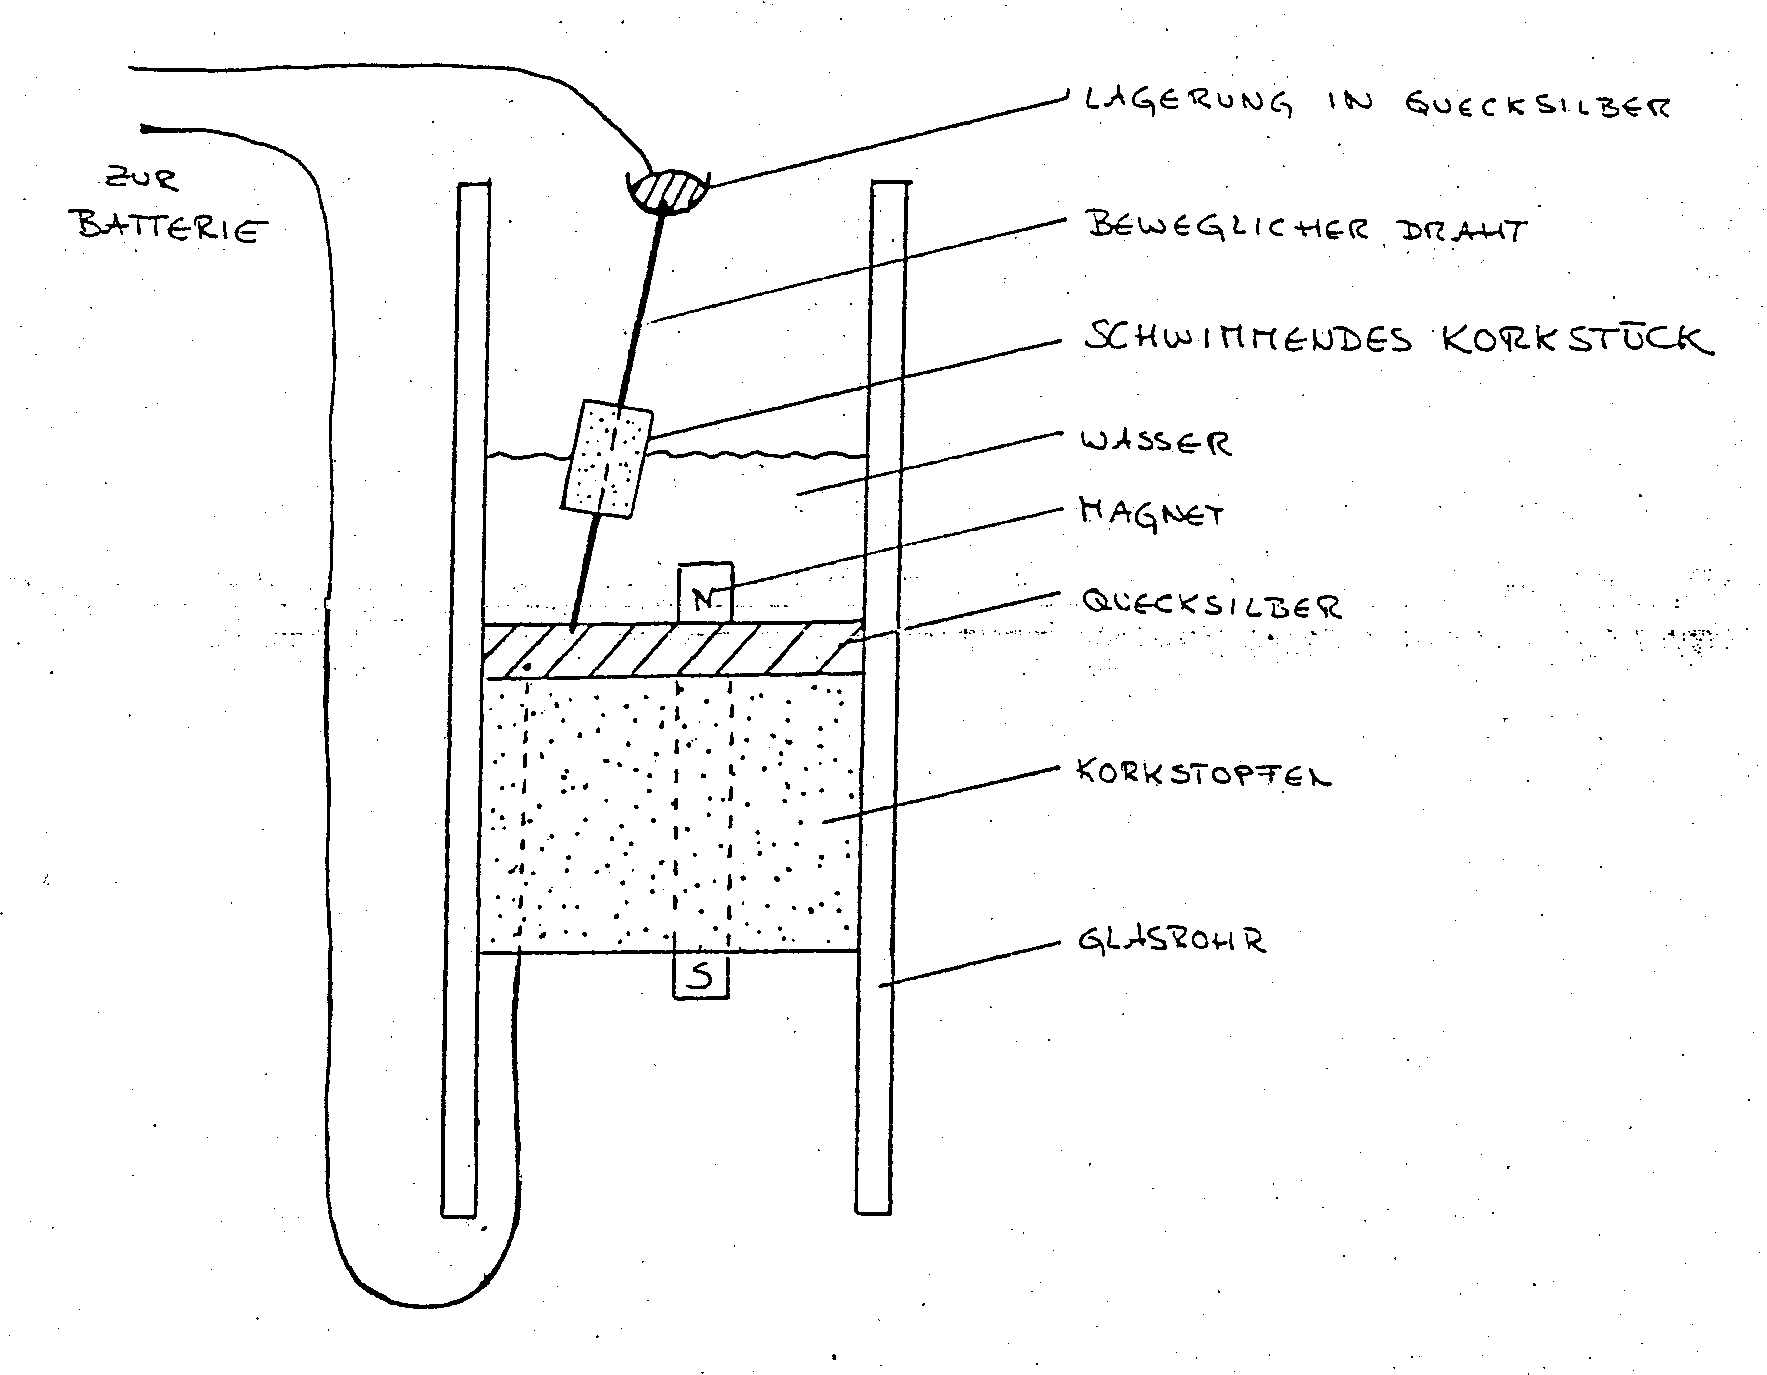 LAGERUNG IN QUECKSILBER
ZUR
BATTERIE
BEWEGLICHER DRAHT
SCHWIMMENDES KORKSTÜCK
WASSER
MAGNET
N
QUECKSILBER
KORKSTOPFEN
GLASROHR
S